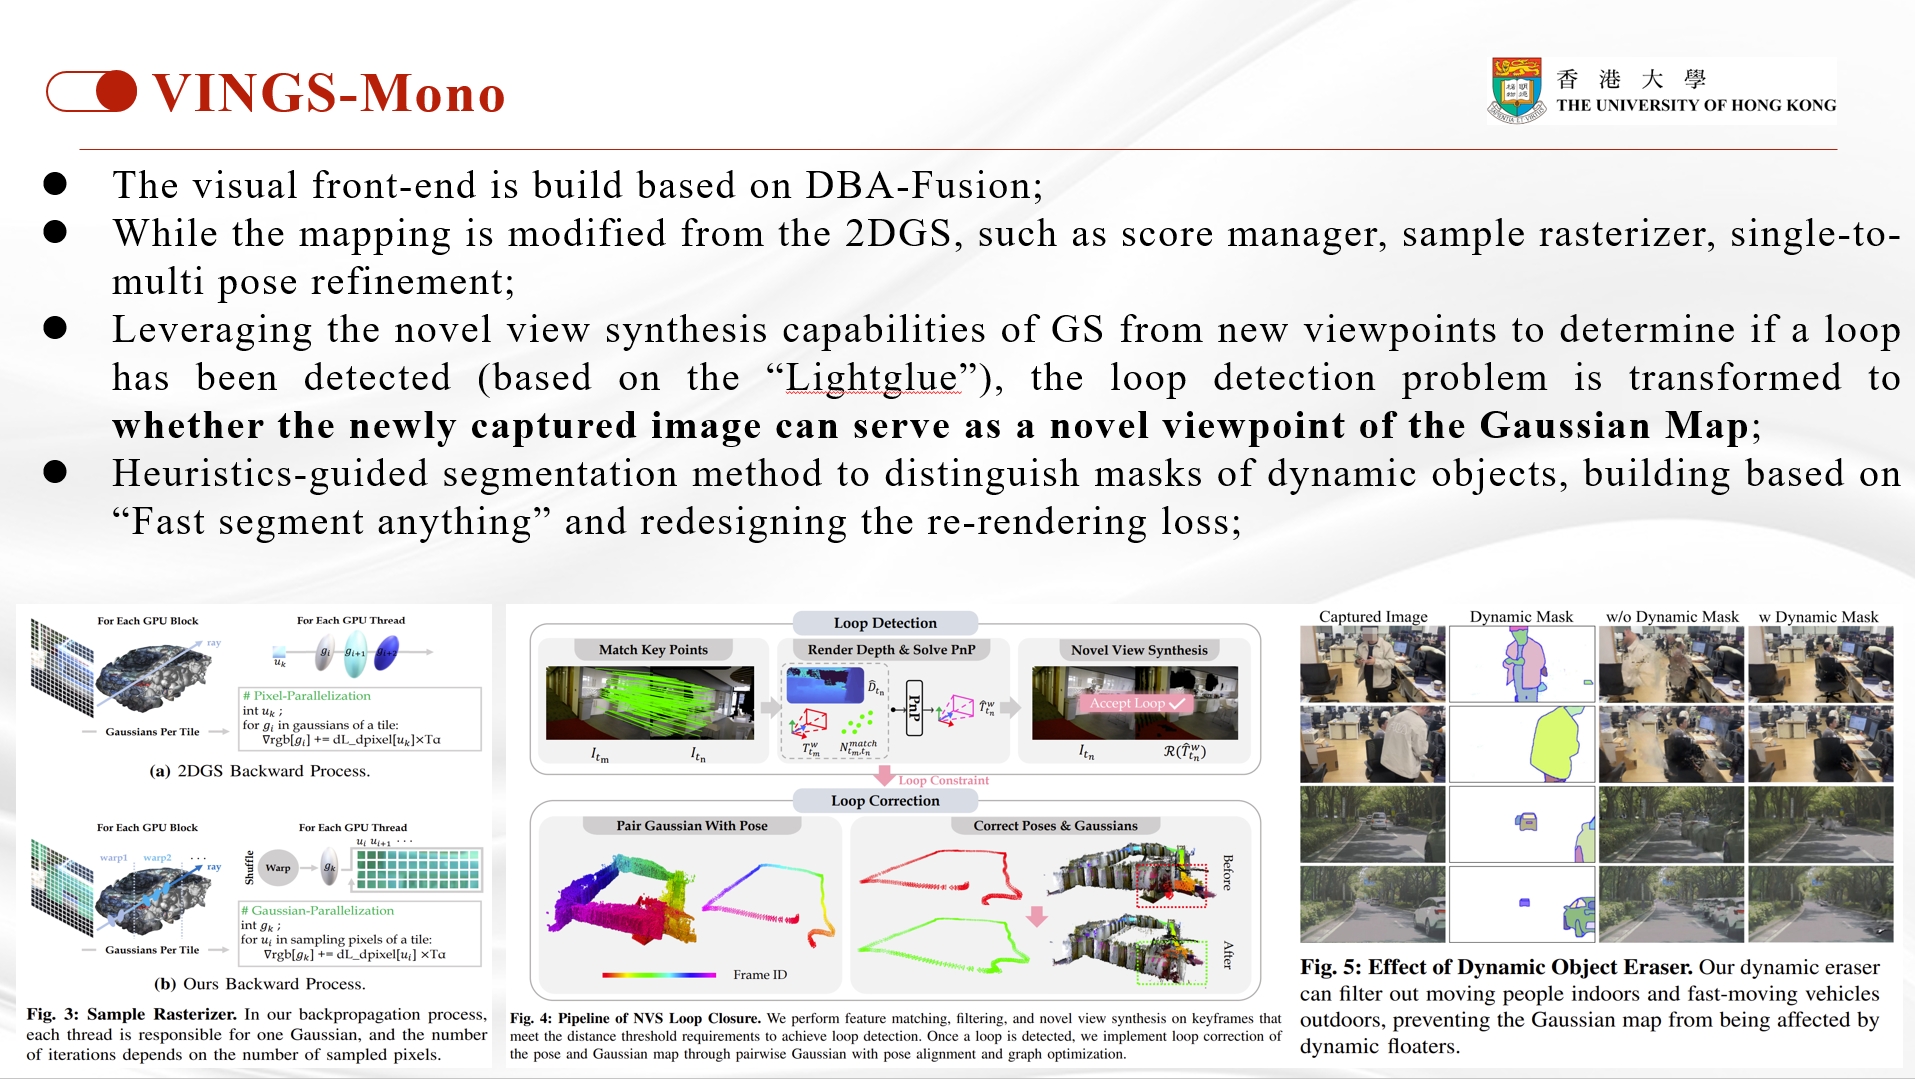 VINGS-Mono
香 港 大 學
THE UNIVERSITY OF HONG KONG
● The visual front-end is build based on DBA-Fusion;
● While the mapping is modified from the 2DGS, such as score manager, sample rasterizer, single-to-
multi pose refinement;
● Leveraging the novel view synthesis capabilities of GS from new viewpoints to determine if a loop
has been detected (based on the “Lightglue”), the loop detection problem is transformed to
whether the newly captured image can serve as a novel viewpoint of the Gaussian Map;
● Heuristics-guided segmentation method to distinguish masks of dynamic objects, building based on
“Fast segment anything” and redesigning the re-rendering loss;
For Each GPU Block
For Each GPU Thread
ray
u_k
g_i g_{i+1} g_{i+2}
Gaussians Per Tile
# Pixel-Parallelization
int u_k ;
for g_i in gaussians of a tile:
∇rgb[g_i] += dL_dpixel[u_k]×Tα
(a) 2DGS Backward Process.
For Each GPU Block
For Each GPU Thread
warp1 warp2 · · ·
ray
u_i u_{i+1} · · ·
Shuffle
Warp
g_k
Gaussians Per Tile
# Gaussian-Parallelization
int g_k ;
for u_i in sampling pixels of a tile:
∇rgb[g_k] += dL_dpixel[u_i] ×Tα
(b) Ours Backward Process.
Fig. 3: Sample Rasterizer. In our backpropagation process,
each thread is responsible for one Gaussian, and the number
of iterations depends on the number of sampled pixels.
Loop Detection
Match Key Points
I_{t_m} I_{t_n}
Render Depth & Solve PnP
D̂_{t_n}
T^w_{t_m} N^{match}_{t_m,t_n}
PnP
T̂^w_{t_n}
Novel View Synthesis
Accept Loop ✓
I_{t_n} ℛ(T̂^w_{t_n})
Loop Constraint
Loop Correction
Pair Gaussian With Pose
Frame ID
Correct Poses & Gaussians
Before
After
Fig. 4: Pipeline of NVS Loop Closure. We perform feature matching, filtering, and novel view synthesis on keyframes that
meet the distance threshold requirements to achieve loop detection. Once a loop is detected, we implement loop correction of
the pose and Gaussian map through pairwise Gaussian with pose alignment and graph optimization.
Captured Image Dynamic Mask w/o Dynamic Mask w Dynamic Mask
Fig. 5: Effect of Dynamic Object Eraser. Our dynamic eraser
can filter out moving people indoors and fast-moving vehicles
outdoors, preventing the Gaussian map from being affected by
dynamic floaters.